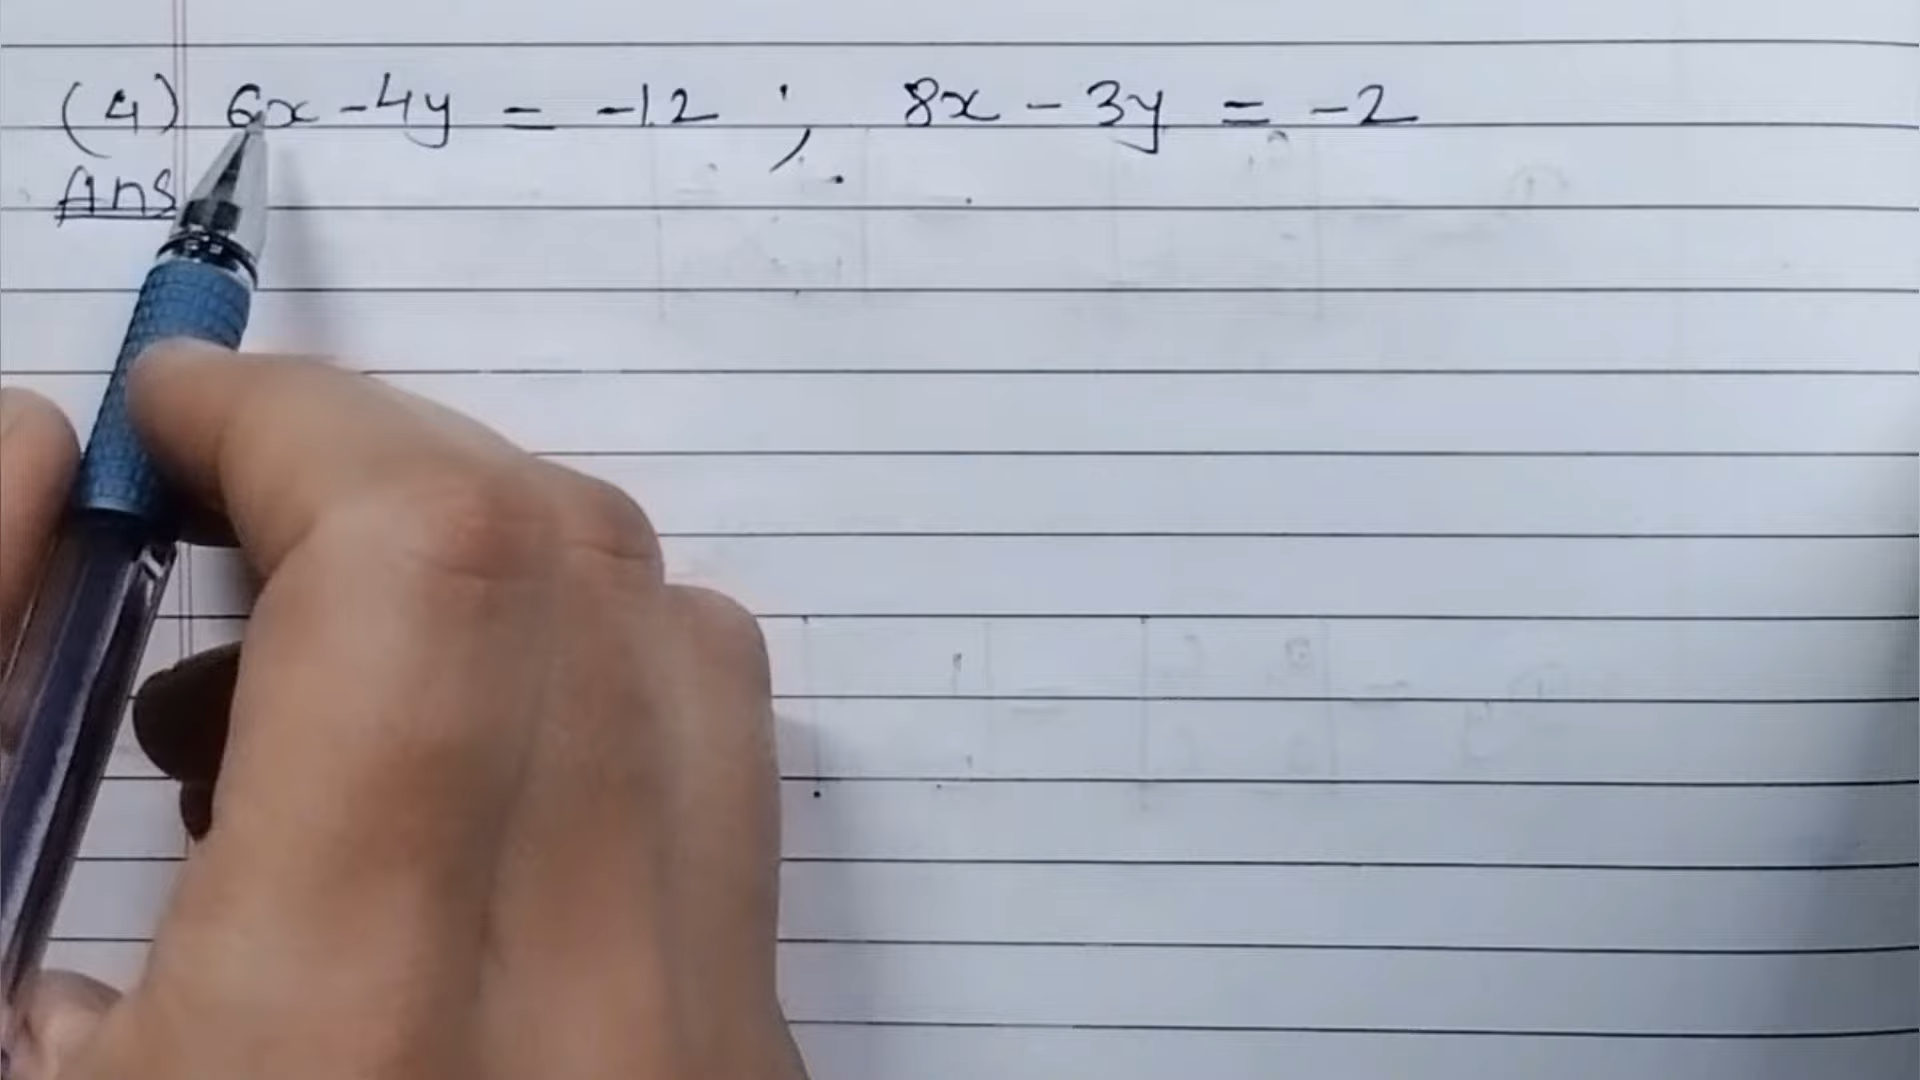 (4) 6x - 4y = -12 ; 8x - 3y = -2
Ans